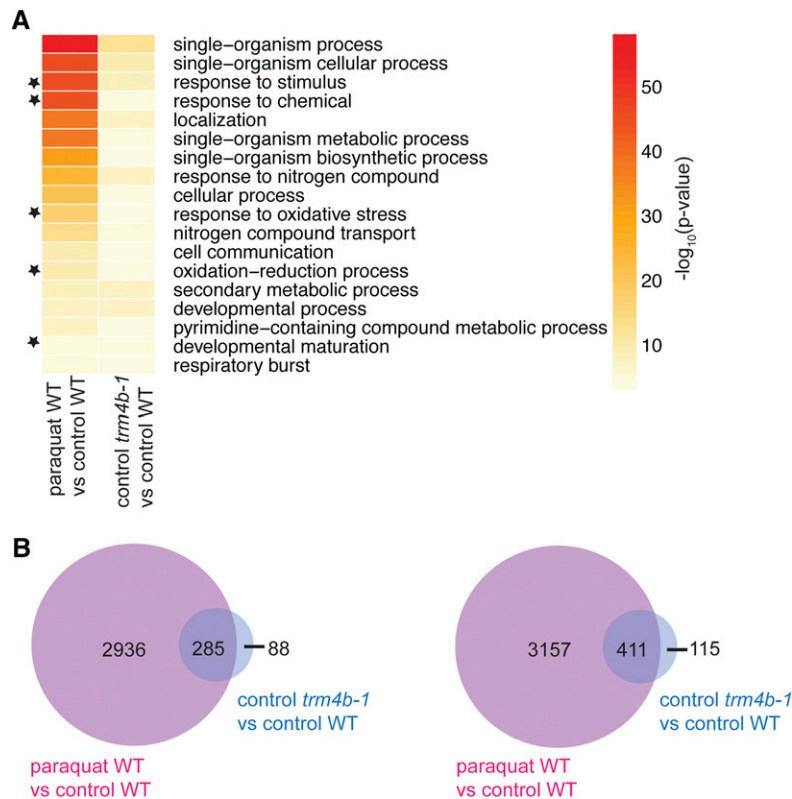 A
single−organism process
single−organism cellular process
response to stimulus
response to chemical
localization
single−organism metabolic process
single−organism biosynthetic process
response to nitrogen compound
cellular process
response to oxidative stress
nitrogen compound transport
cell communication
oxidation−reduction process
secondary metabolic process
developmental process
pyrimidine−containing compound metabolic process
developmental maturation
respiratory burst
50
40
30
20
10
-log10(p-value)
paraquat WT
vs control WT
control trm4b-1
vs control WT
B
2936
285
88
control trm4b-1
vs control WT
paraquat WT
vs control WT
3157
411
115
control trm4b-1
vs control WT
paraquat WT
vs control WT